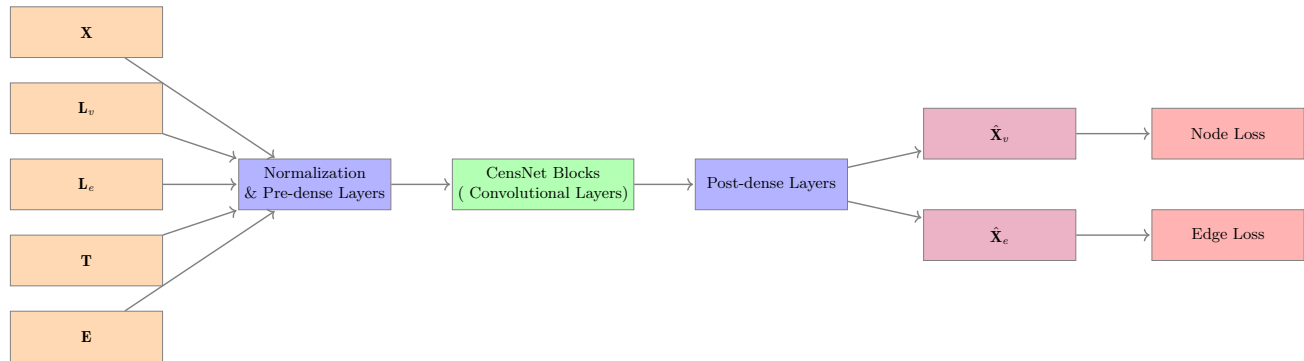 X
L_v
L_e
T
E
Normalization
& Pre-dense Layers
CensNet Blocks
( Convolutional Layers)
Post-dense Layers
X̂_v
X̂_e
Node Loss
Edge Loss